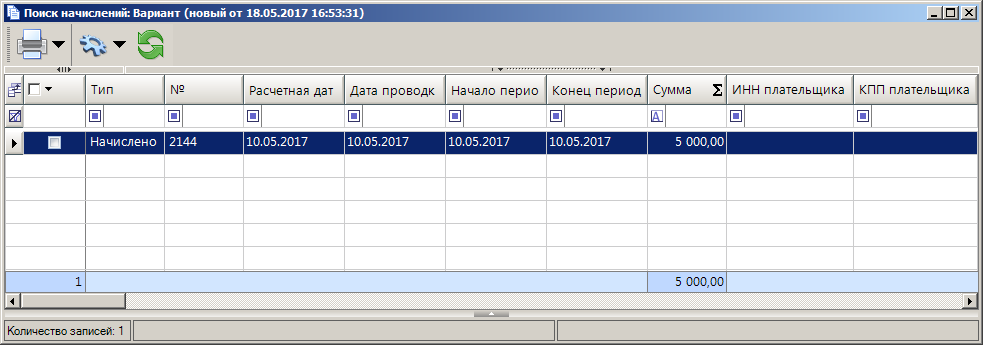 Поиск начислений: Вариант (новый от 18.05.2017 16:53:31)
Тип № Расчетная дат Дата проводк Начало перио Конец период Сумма Σ ИНН плательщика КПП плательщика
A
Начислено 2144 10.05.2017 10.05.2017 10.05.2017 10.05.2017 5 000,00
1 5 000,00
Количество записей: 1